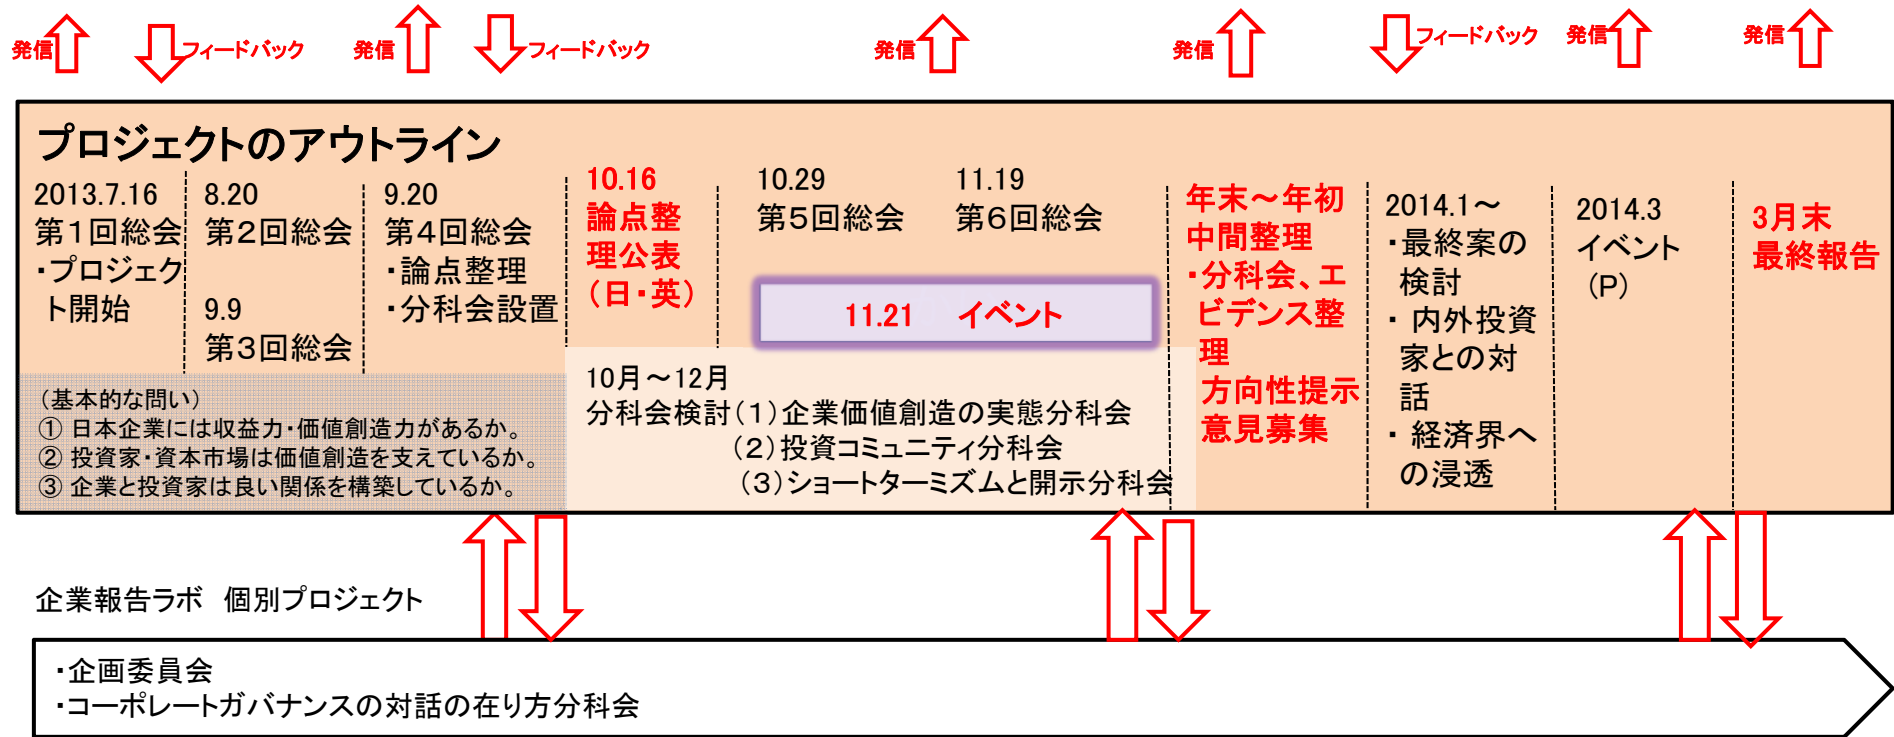 発信
フィードバック
発信
フィードバック
発信
発信
フィードバック
発信
発信
プロジェクトのアウトライン
2013.7.16
第1回総会
・プロジェク
ト開始
8.20
第2回総会
9.9
第3回総会
9.20
第4回総会
・論点整理
・分科会設置
10.16
論点整
理公表
(日・英)
10.29
第5回総会
11.19
第6回総会
11.21 イベント
年末～年初
中間整理
・分科会、エ
ビデンス整
理
方向性提示
意見募集
2014.1～
・最終案の
検討
・ 内外投資
家との対
話
・ 経済界へ
の浸透
2014.3
イベント
(P)
3月末
最終報告
(基本的な問い)
① 日本企業には収益力・価値創造力があるか。
② 投資家・資本市場は価値創造を支えているか。
③ 企業と投資家は良い関係を構築しているか。
10月～12月
分科会検討(1)企業価値創造の実態分科会
(2)投資コミュニティ分科会
(3)ショートターミズムと開示分科会
企業報告ラボ 個別プロジェクト
・企画委員会
・コーポレートガバナンスの対話の在り方分科会